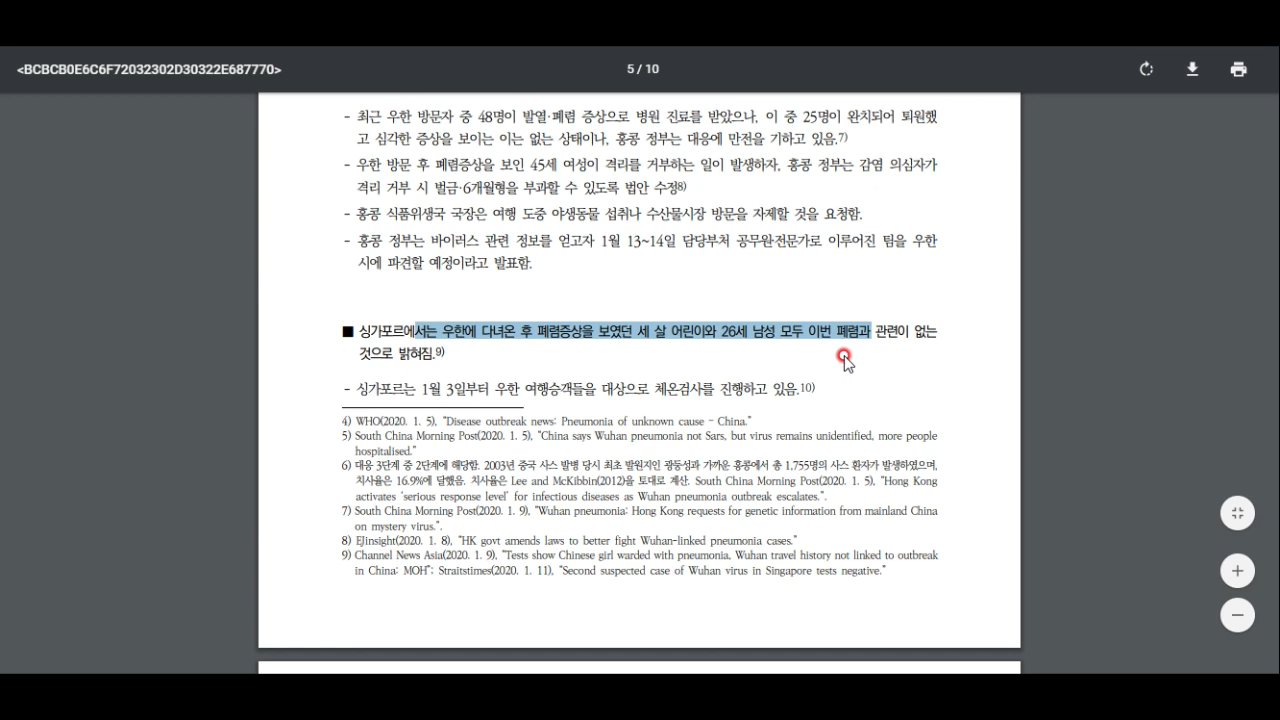 <BCBCB0E6C6F72032302D30322E687770>
5 / 10
- 최근 우한 방문자 중 48명이 발열·폐렴 증상으로 병원 진료를 받았으나, 이 중 25명이 완치되어 퇴원했
고 심각한 증상을 보이는 이는 없는 상태이나, 홍콩 정부는 대응에 만전을 기하고 있음.7)
- 우한 방문 후 폐렴증상을 보인 45세 여성이 격리를 거부하는 일이 발생하자, 홍콩 정부는 감염 의심자가
격리 거부 시 벌금·6개월형을 부과할 수 있도록 법안 수정8)
- 홍콩 식품위생국 국장은 여행 도중 야생동물 섭취나 수산물시장 방문을 자제할 것을 요청함.
- 홍콩 정부는 바이러스 관련 정보를 얻고자 1월 13~14일 담당부처 공무원·전문가로 이루어진 팀을 우한
시에 파견할 예정이라고 발표함.
■ 싱가포르에서는 우한에 다녀온 후 폐렴증상을 보였던 세 살 어린이와 26세 남성 모두 이번 폐렴과 관련이 없는
것으로 밝혀짐.9)
- 싱가포르는 1월 3일부터 우한 여행승객들을 대상으로 체온검사를 진행하고 있음.10)
4) WHO(2020. 1. 5), "Disease outbreak news: Pneumonia of unknown cause - China."
5) South China Morning Post(2020. 1. 5), "China says Wuhan pneumonia not Sars, but virus remains unidentified, more people
hospitalised."
6) 대응 3단계 중 2단계에 해당함. 2003년 중국 사스 발병 당시 최초 발원지인 광둥성과 가까운 홍콩에서 총 1,755명의 사스 환자가 발생하였으며,
치사율은 16.9%에 달했음. 치사율은 Lee and McKibbin(2012)을 토대로 계산. South China Morning Post(2020. 1. 5), "Hong Kong
activates 'serious response level' for infectious diseases as Wuhan pneumonia outbreak escalates.".
7) South China Morning Post(2020. 1. 9), "Wuhan pneumonia: Hong Kong requests for genetic information from mainland China
on mystery virus.".
8) EJinsight(2020. 1. 8), "HK govt amends laws to better fight Wuhan-linked pneumonia cases."
9) Channel News Asia(2020. 1. 9), "Tests show Chinese girl warded with pneumonia, Wuhan travel history not linked to outbreak
in China: MOH"; Straitstimes(2020. 1. 11), "Second suspected case of Wuhan virus in Singapore tests negative."